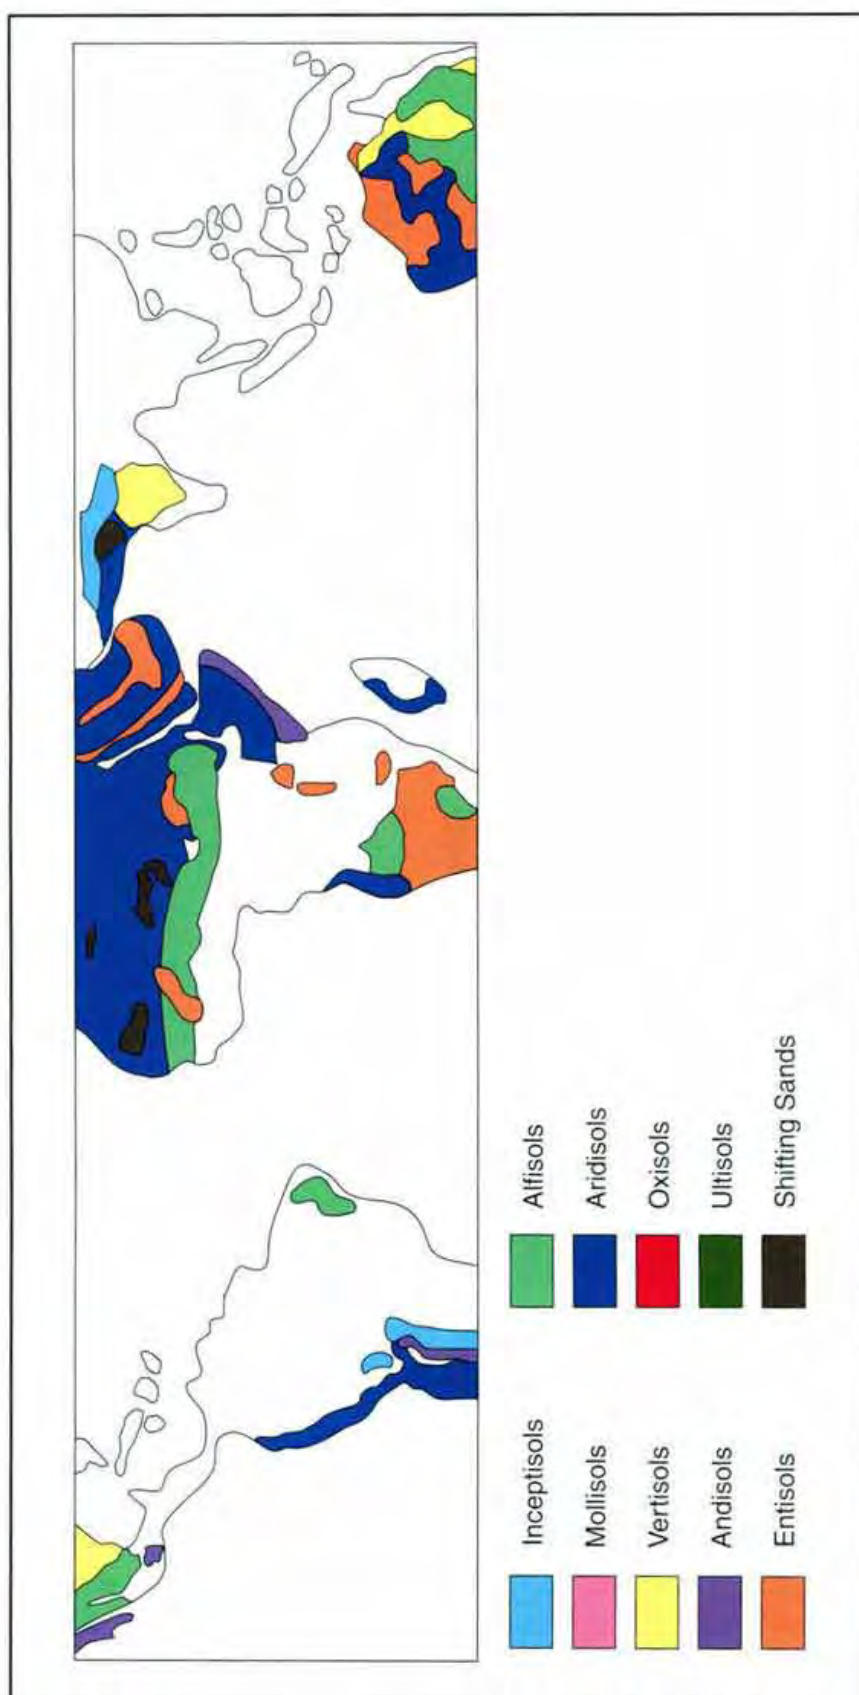 Inceptisols
Mollisols
Vertisols
Andisols
Entisols
Alfisols
Aridisols
Oxisols
Ultisols
Shifting Sands